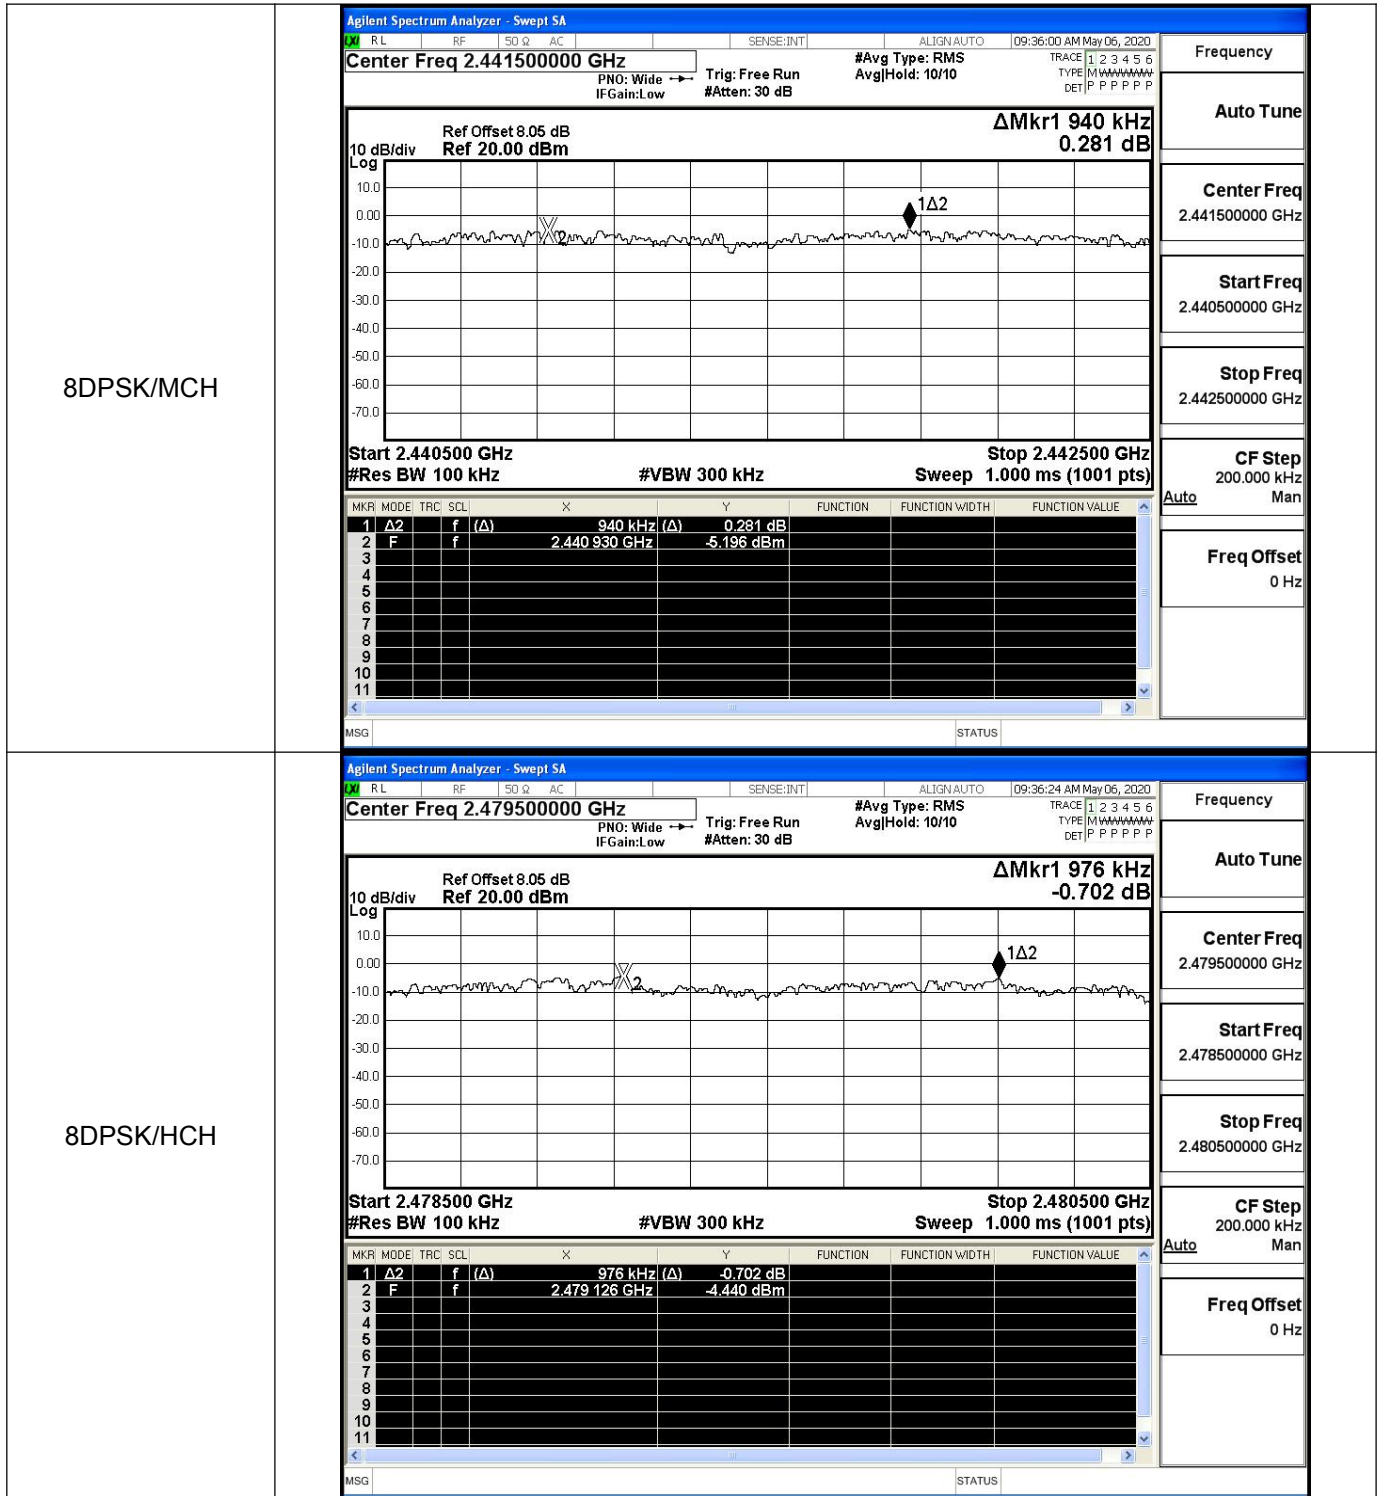 8DPSK/MCH
Agilent Spectrum Analyzer - Swept SA
LXI RL RF 50 Ω AC SENSE:INT ALIGN AUTO 09:36:00 AM May 06, 2020
Center Freq 2.441500000 GHz
PNO: Wide
IFGain:Low
Trig: Free Run
#Atten: 30 dB
#Avg Type: RMS
Avg|Hold: 10/10
TRACE 1 2 3 4 5 6
TYPE M WWWWW
DET P P P P P P
Ref Offset 8.05 dB
10 dB/div Ref 20.00 dBm
Log
ΔMkr1 940 kHz
0.281 dB
10.0
0.00
-10.0
-20.0
-30.0
-40.0
-50.0
-60.0
-70.0
1Δ2
2
Start 2.440500 GHz Stop 2.442500 GHz
#Res BW 100 kHz #VBW 300 kHz Sweep 1.000 ms (1001 pts)
MKR MODE TRC SCL X Y FUNCTION FUNCTION WIDTH FUNCTION VALUE
1 Δ2 f (Δ) 940 kHz (Δ) 0.281 dB
2 F f 2.440 930 GHz -5.196 dBm
3
4
5
6
7
8
9
10
11
MSG STATUS
Frequency
Auto Tune
Center Freq
2.441500000 GHz
Start Freq
2.440500000 GHz
Stop Freq
2.442500000 GHz
CF Step
200.000 kHz
Auto Man
Freq Offset
0 Hz
8DPSK/HCH
Agilent Spectrum Analyzer - Swept SA
LXI RL RF 50 Ω AC SENSE:INT ALIGN AUTO 09:36:24 AM May 06, 2020
Center Freq 2.479500000 GHz
PNO: Wide
IFGain:Low
Trig: Free Run
#Atten: 30 dB
#Avg Type: RMS
Avg|Hold: 10/10
TRACE 1 2 3 4 5 6
TYPE M WWWWW
DET P P P P P P
Ref Offset 8.05 dB
10 dB/div Ref 20.00 dBm
Log
ΔMkr1 976 kHz
-0.702 dB
10.0
0.00
-10.0
-20.0
-30.0
-40.0
-50.0
-60.0
-70.0
1Δ2
2
Start 2.478500 GHz Stop 2.480500 GHz
#Res BW 100 kHz #VBW 300 kHz Sweep 1.000 ms (1001 pts)
MKR MODE TRC SCL X Y FUNCTION FUNCTION WIDTH FUNCTION VALUE
1 Δ2 f (Δ) 976 kHz (Δ) -0.702 dB
2 F f 2.479 126 GHz -4.440 dBm
3
4
5
6
7
8
9
10
11
MSG STATUS
Frequency
Auto Tune
Center Freq
2.479500000 GHz
Start Freq
2.478500000 GHz
Stop Freq
2.480500000 GHz
CF Step
200.000 kHz
Auto Man
Freq Offset
0 Hz